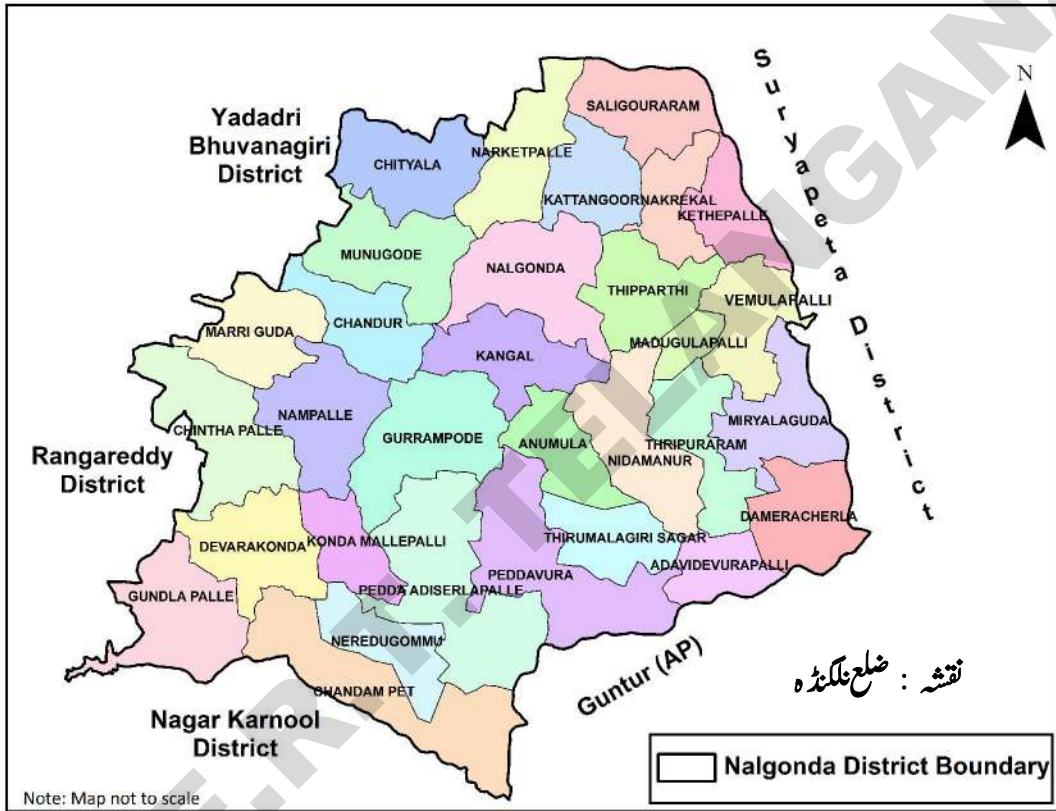 N
Suryapeta District
Yadadri
Bhuvanagiri
District
SALIGOURARAM
CHITYALA
NARKETPALLE
KATTANGOOR
NAKREKAL
KETHEPALLE
MUNUGODE
NALGONDA
THIPPARTHI
VEMULAPALLI
MARRI GUDA
CHANDUR
MADUGULAPALLI
KANGAL
CHINTHA PALLE
NAMPALLE
GURRAMPODE
ANUMULA
NIDAMANUR
THRIPURARAM
MIRYALAGUDA
Rangareddy
District
DAMERACHERLA
DEVARAKONDA
KONDA MALLEPALLI
THIRUMALAGIRI SAGAR
ADAVIDEVURAPALLI
GUNDLA PALLE
PEDDA ADISERLAPALLE
PEDDAVURA
NEREDUGOMMU
CHANDAM PET
Guntur (AP)
نقشہ : ضلع نلگنڈہ
Nagar Karnool
District
Nalgonda District Boundary
Note: Map not to scale